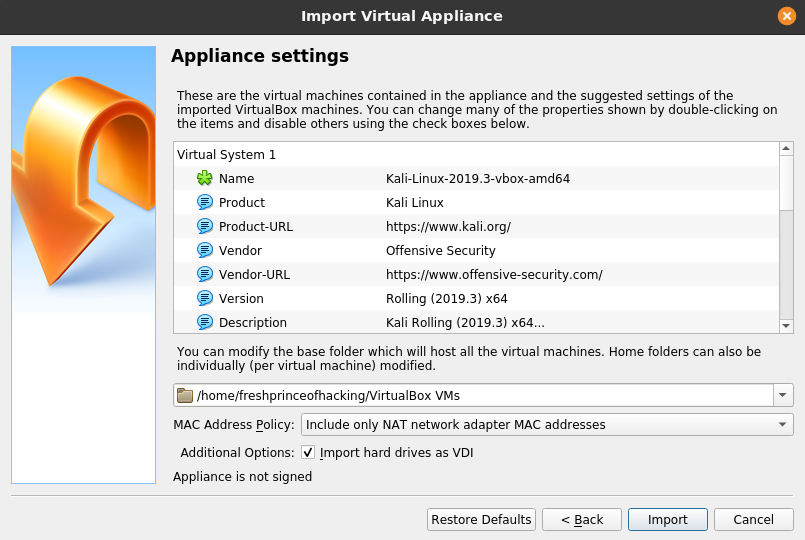 Import Virtual Appliance
Appliance settings
These are the virtual machines contained in the appliance and the suggested settings of the
imported VirtualBox machines. You can change many of the properties shown by double-clicking on
the items and disable others using the check boxes below.
Virtual System 1
Name Kali-Linux-2019.3-vbox-amd64
Product Kali Linux
Product-URL https://www.kali.org/
Vendor Offensive Security
Vendor-URL https://www.offensive-security.com/
Version Rolling (2019.3) x64
Description Kali Rolling (2019.3) x64...
You can modify the base folder which will host all the virtual machines. Home folders can also be
individually (per virtual machine) modified.
/home/freshprinceofhacking/VirtualBox VMs
MAC Address Policy: Include only NAT network adapter MAC addresses
Additional Options: Import hard drives as VDI
Appliance is not signed
Restore Defaults < Back Import Cancel